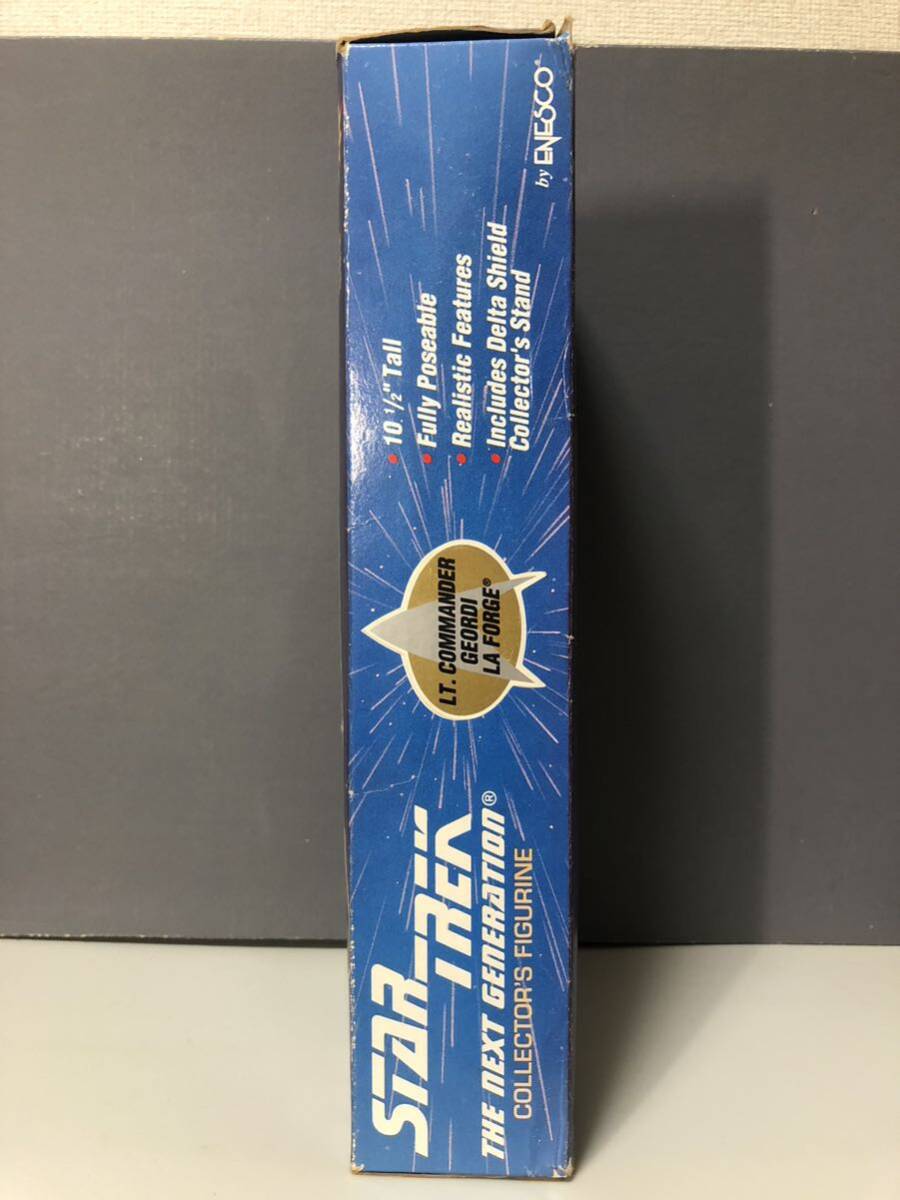 STAR TREK
THE NEXT GENERATION®
COLLECTOR'S FIGURINE
LT. COMMANDER
GEORDI
LA FORGE®
• 10 1/2" Tall
• Fully Poseable
• Realistic Features
• Includes Delta Shield
Collector's Stand
by ENESCO®